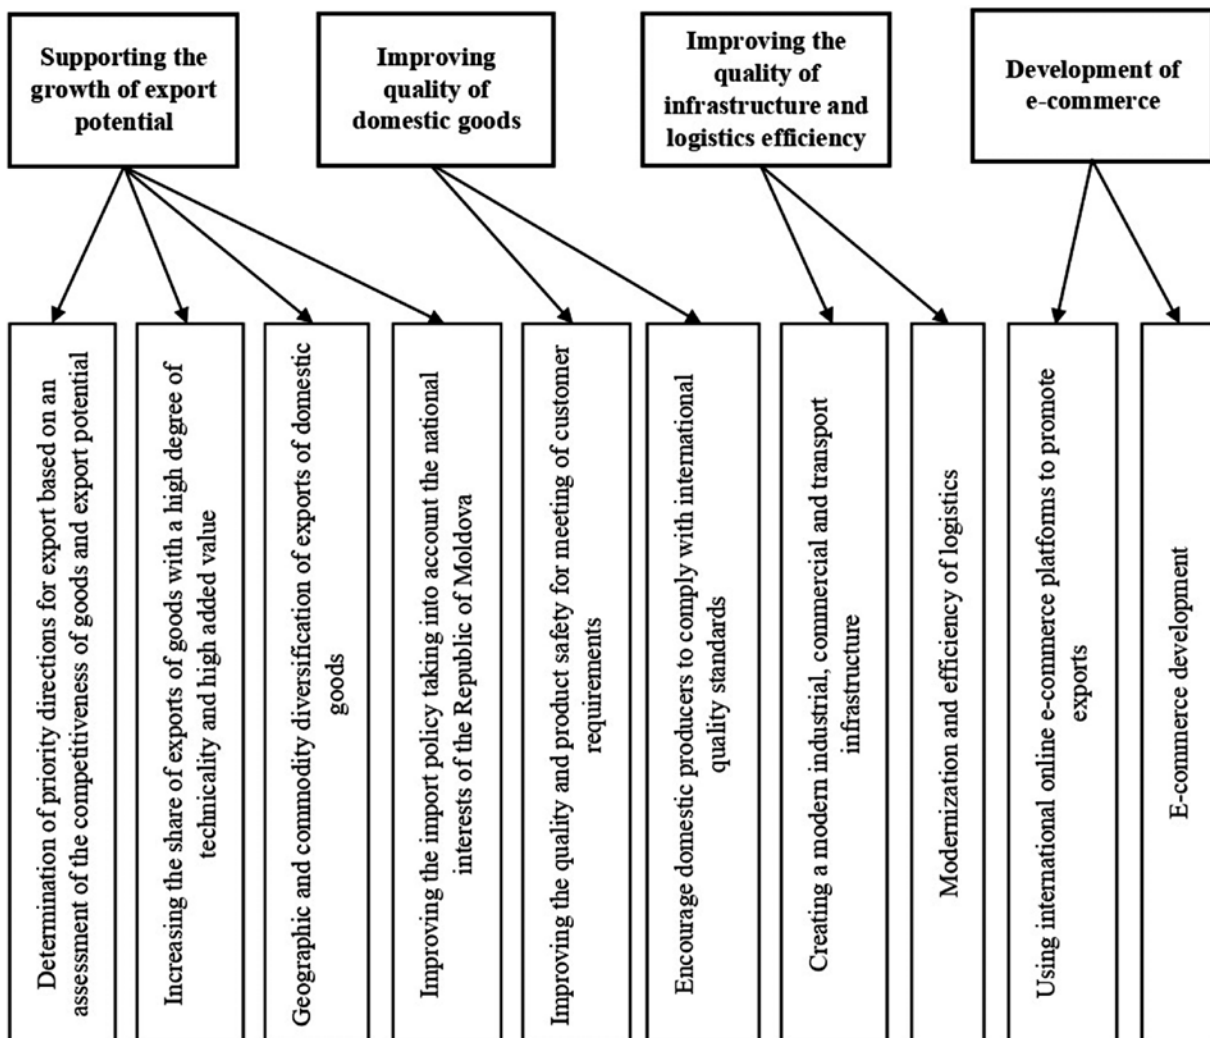 Supporting the
growth of export
potential
Improving
quality of
domestic goods
Improving the
quality of
infrastructure and
logistics efficiency
Development of
e-commerce
Determination of priority directions for export based on an
assessment of the competitiveness of goods and export potential
Increasing the share of exports of goods with a high degree of
technicality and high added value
Geographic and commodity diversification of exports of domestic
goods
Improving the import policy taking into account the national
interests of the Republic of Moldova
Improving the quality and product safety for meeting of customer
requirements
Encourage domestic producers to comply with international
quality standards
Creating a modern industrial, commercial and transport
infrastructure
Modernization and efficiency of logistics
Using international online e-commerce platforms to promote
exports
E-commerce development